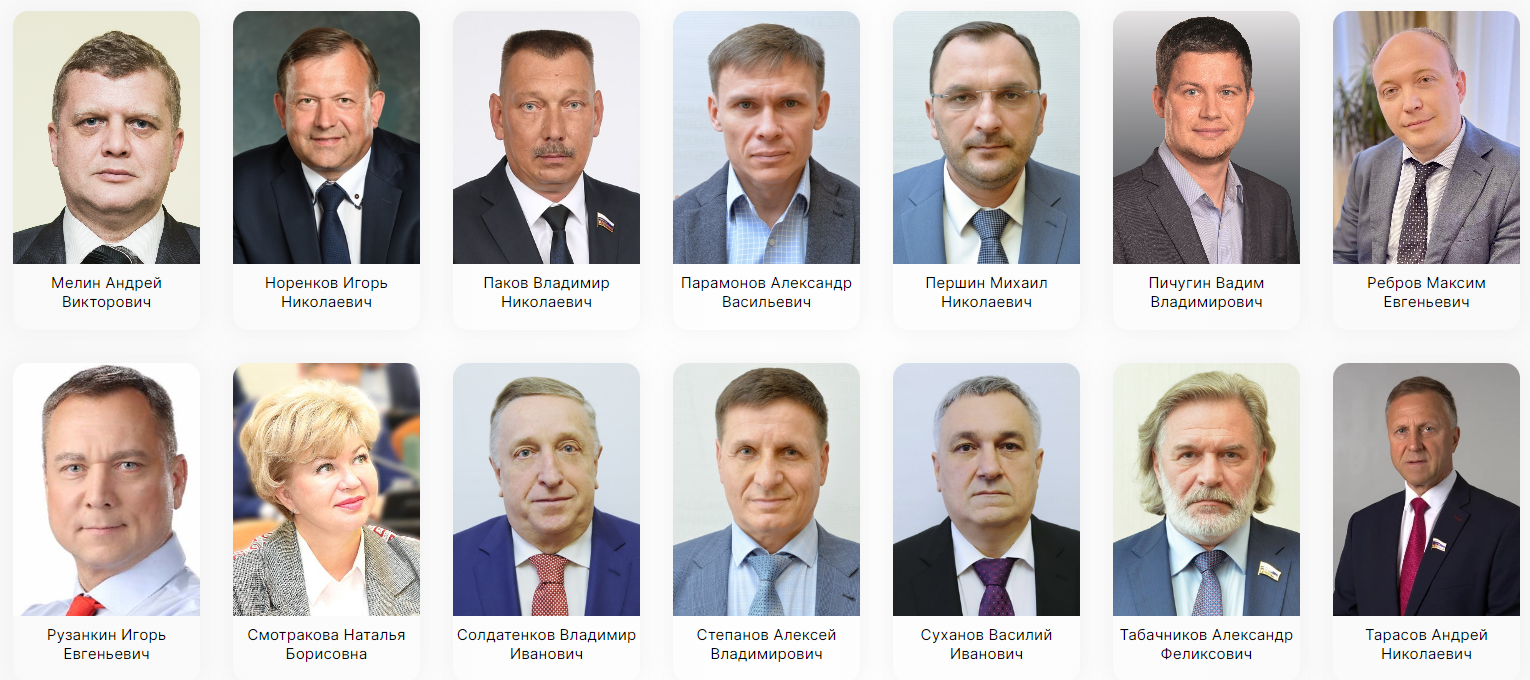 Мелин Андрей
Викторович
Норенков Игорь
Николаевич
Паков Владимир
Николаевич
Парамонов Александр
Васильевич
Першин Михаил
Николаевич
Пичугин Вадим
Владимирович
Ребров Максим
Евгеньевич
Рузанкин Игорь
Евгеньевич
Смотракова Наталья
Борисовна
Солдатенков Владимир
Иванович
Степанов Алексей
Владимирович
Суханов Василий
Иванович
Табачников Александр
Феликсович
Тарасов Андрей
Николаевич